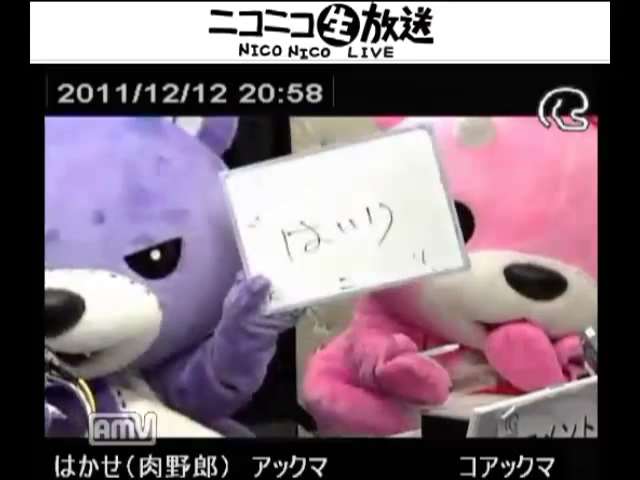 ニコニコ生放送
NICO NICO LIVE
2011/12/12 20:58
はいり
AMV
はかせ(肉野郎) アックマ コアックマ